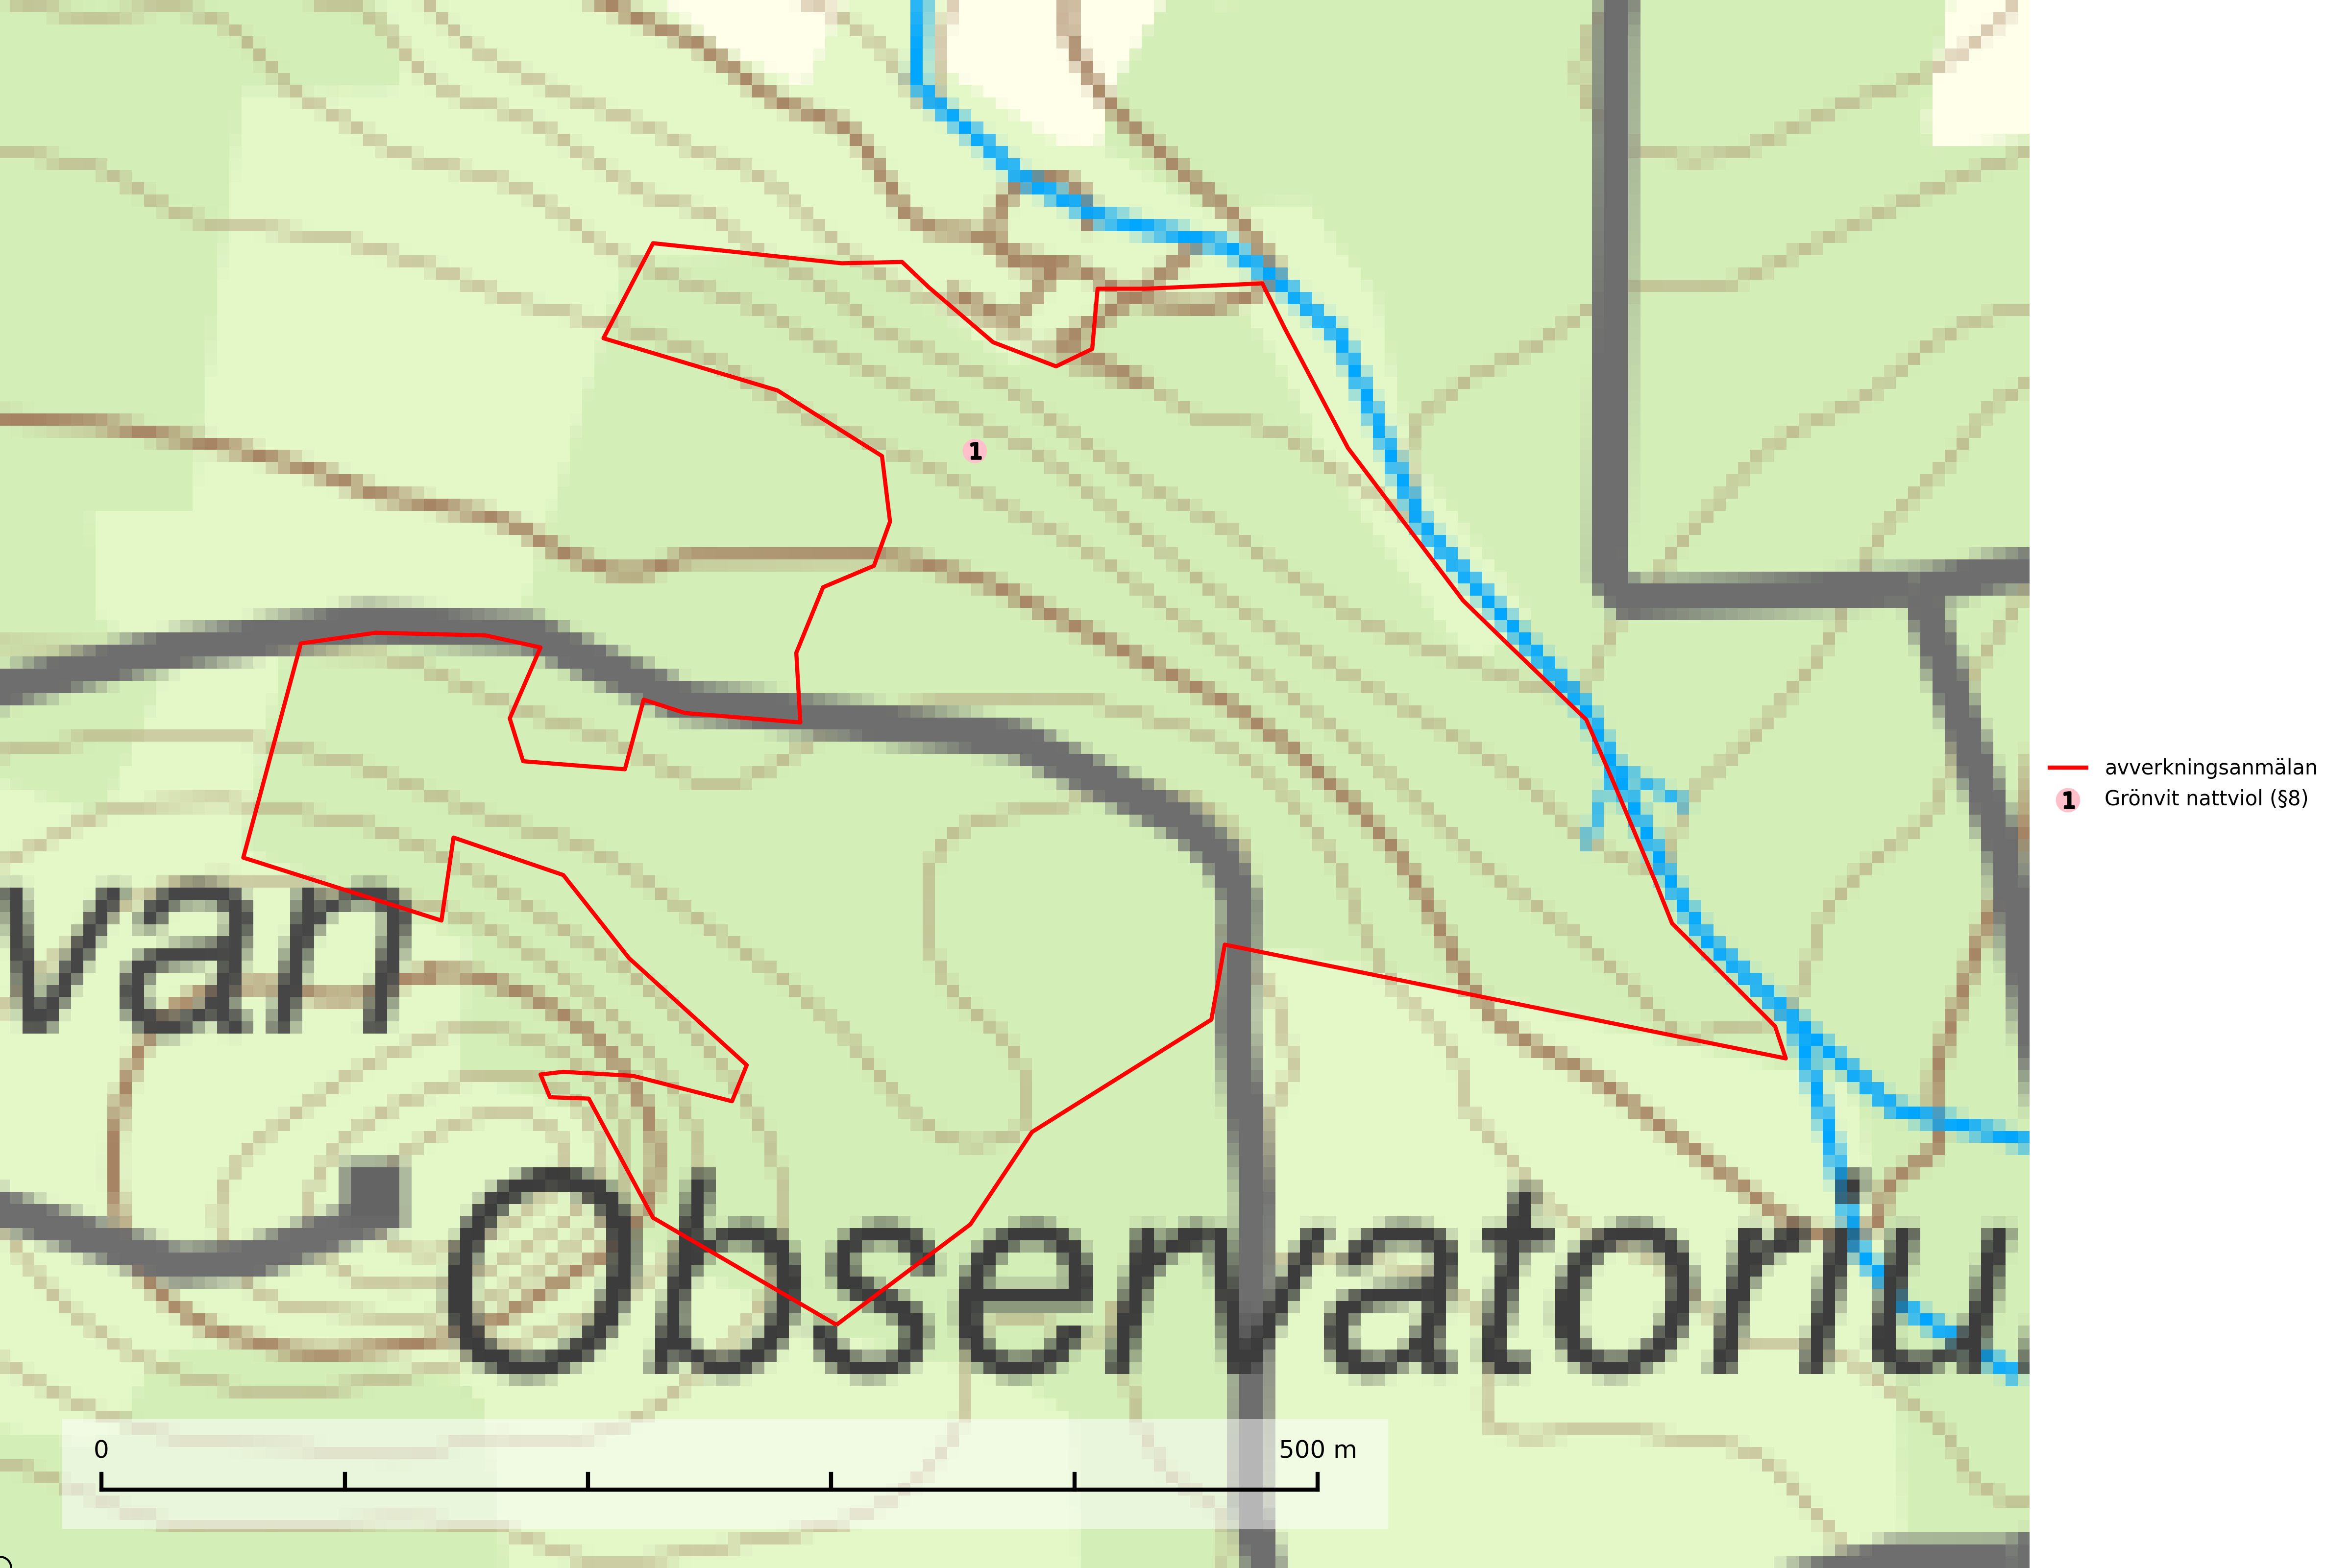 1
avverkningsanmälan
1 Grönvit nattviol (§8)
van
Observatoriu
0 500 m